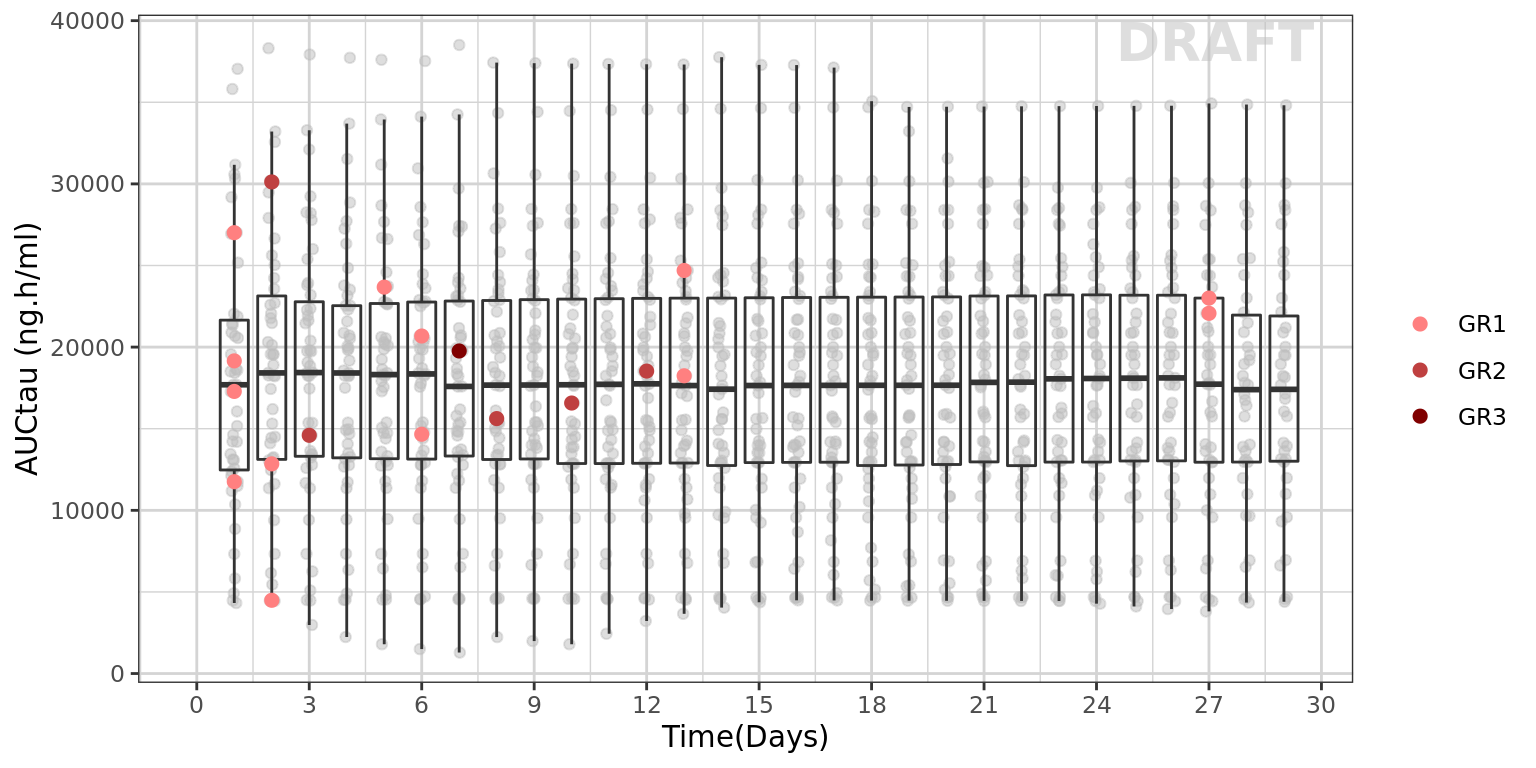 DRAFT
40000
30000
20000
10000
0
AUCtau (ng.h/ml)
0 3 6 9 12 15 18 21 24 27 30
Time(Days)
GR1
GR2
GR3